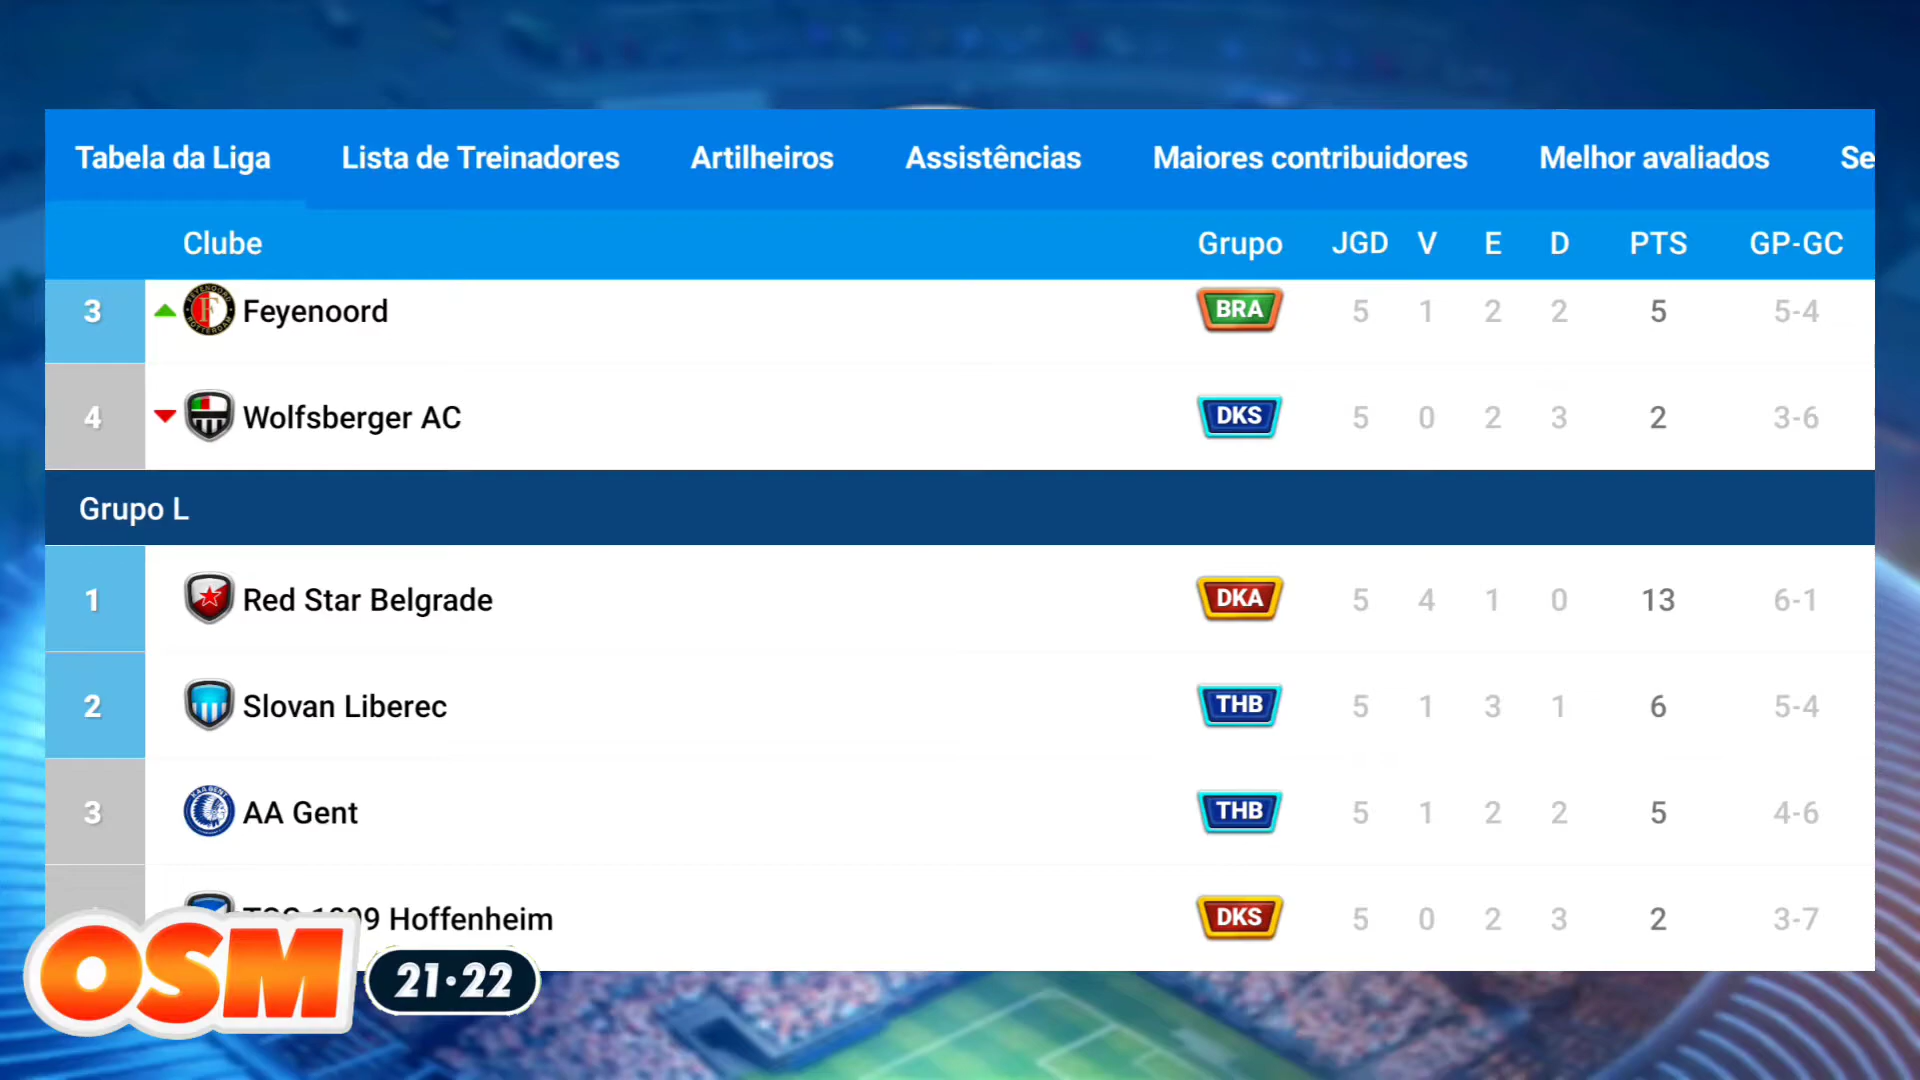 Tabela da Liga Lista de Treinadores Artilheiros Assistências Maiores contribuidores Melhor avaliados Se
Clube Grupo JGD V E D PTS GP-GC
3 Feyenoord BRA 5 1 2 2 5 5-4
4 Wolfsberger AC DKS 5 0 2 3 2 3-6
Grupo L
1 Red Star Belgrade DKA 5 4 1 0 13 6-1
2 Slovan Liberec THB 5 1 3 1 6 5-4
3 AA Gent THB 5 1 2 2 5 4-6
Hoffenheim DKS 5 0 2 3 2 3-7
OSM 21·22